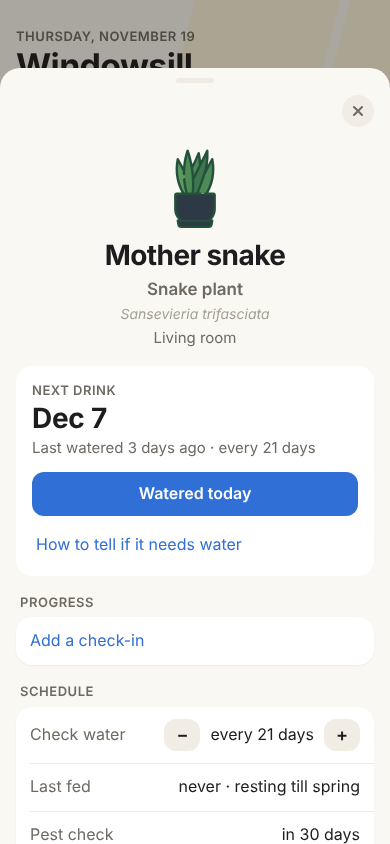 THURSDAY, NOVEMBER 19
Windowsill
Mother snake
Snake plant
Sansevieria trifasciata
Living room
NEXT DRINK
Dec 7
Last watered 3 days ago · every 21 days
Watered today
How to tell if it needs water
PROGRESS
Add a check-in
SCHEDULE
Check water − every 21 days +
Last fed never · resting till spring
Pest check in 30 days